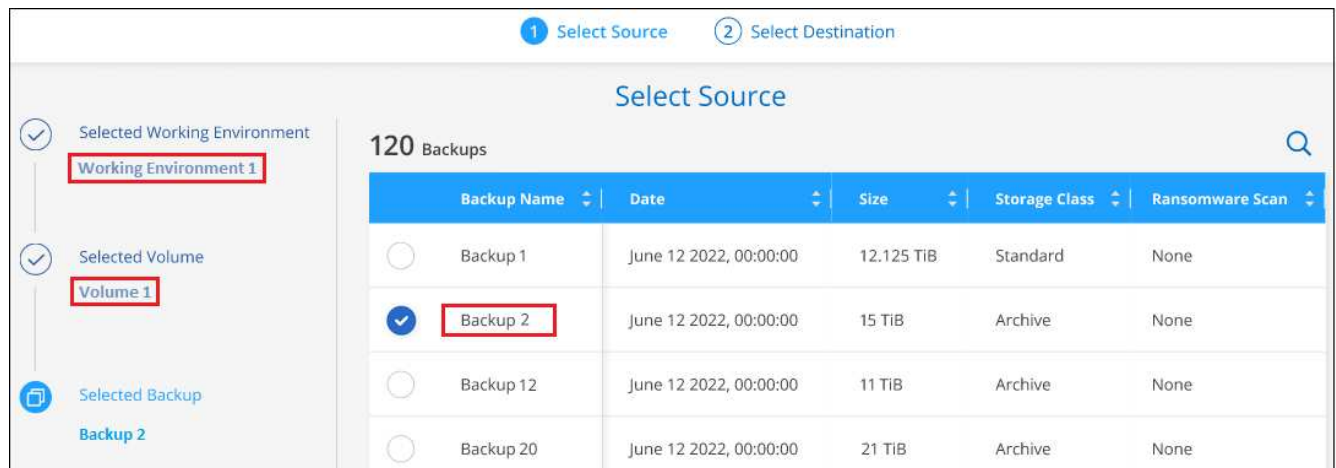 1 Select Source 2 Select Destination
Select Source
Selected Working Environment
Working Environment 1
Selected Volume
Volume 1
Selected Backup
Backup 2
120 Backups
Backup Name Date Size Storage Class Ransomware Scan
Backup 1 June 12 2022, 00:00:00 12.125 TiB Standard None
Backup 2 June 12 2022, 00:00:00 15 TiB Archive None
Backup 12 June 12 2022, 00:00:00 11 TiB Archive None
Backup 20 June 12 2022, 00:00:00 21 TiB Archive None